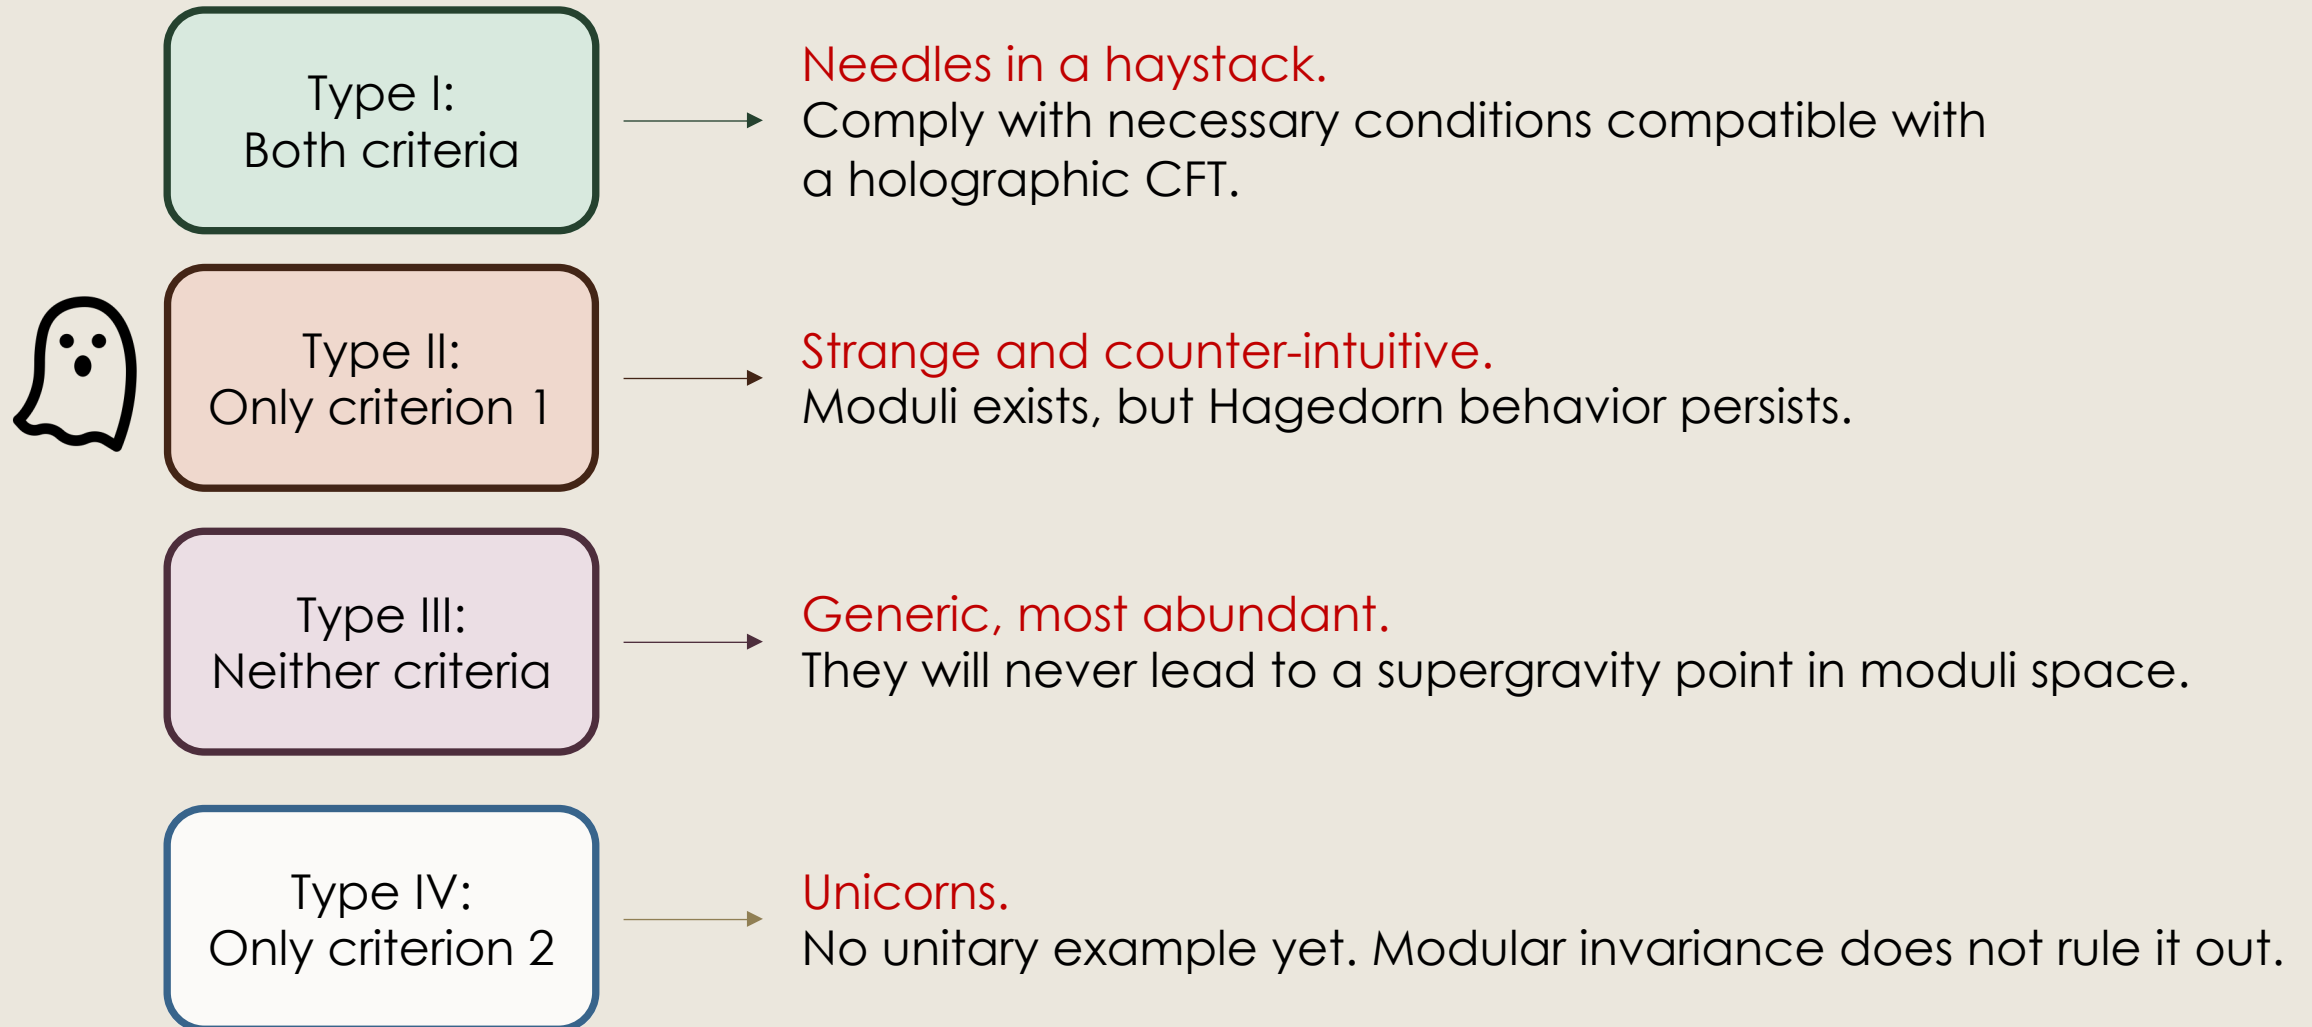 Type I:
Both criteria
Needles in a haystack.
Comply with necessary conditions compatible with
a holographic CFT.
Type II:
Only criterion 1
Strange and counter-intuitive.
Moduli exists, but Hagedorn behavior persists.
Type III:
Neither criteria
Generic, most abundant.
They will never lead to a supergravity point in moduli space.
Type IV:
Only criterion 2
Unicorns.
No unitary example yet. Modular invariance does not rule it out.